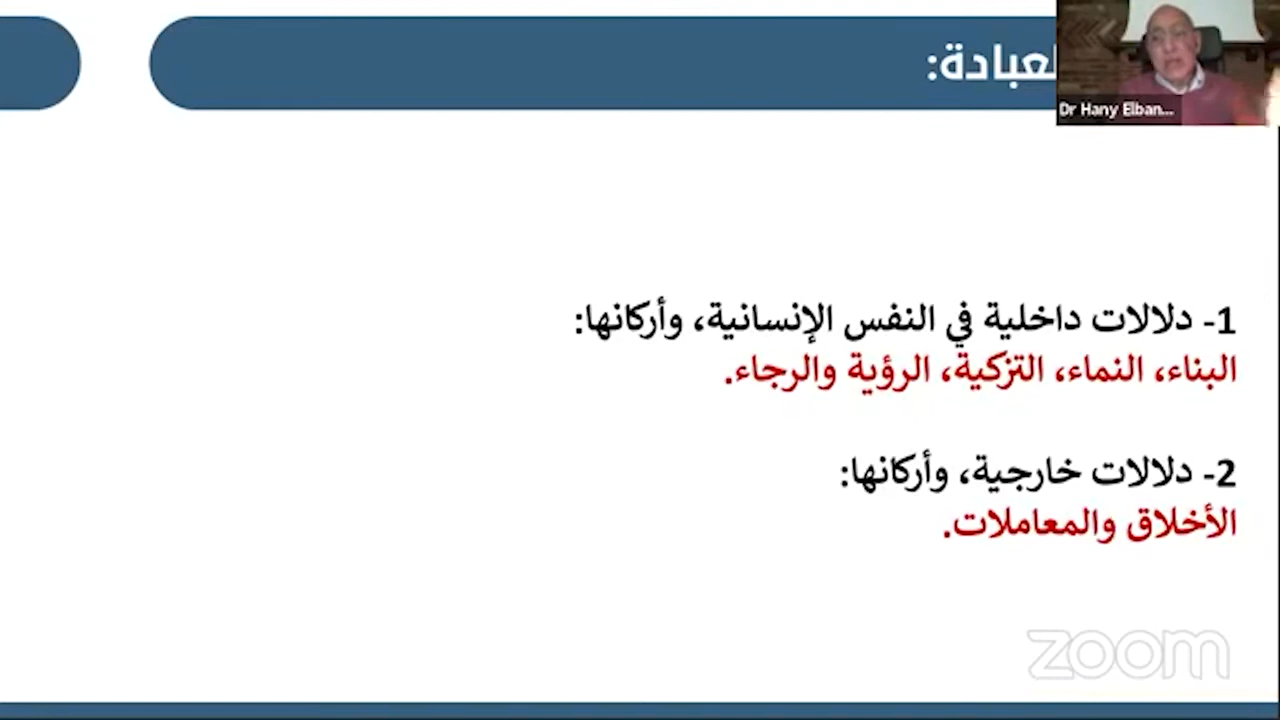 لعبادة:
Dr Hany Elban...
1- دلالات داخلية في النفس الإنسانية، وأركانها:
البناء، النماء، التزكية، الرؤية والرجاء.
2- دلالات خارجية، وأركانها:
الأخلاق والمعاملات.
zoom